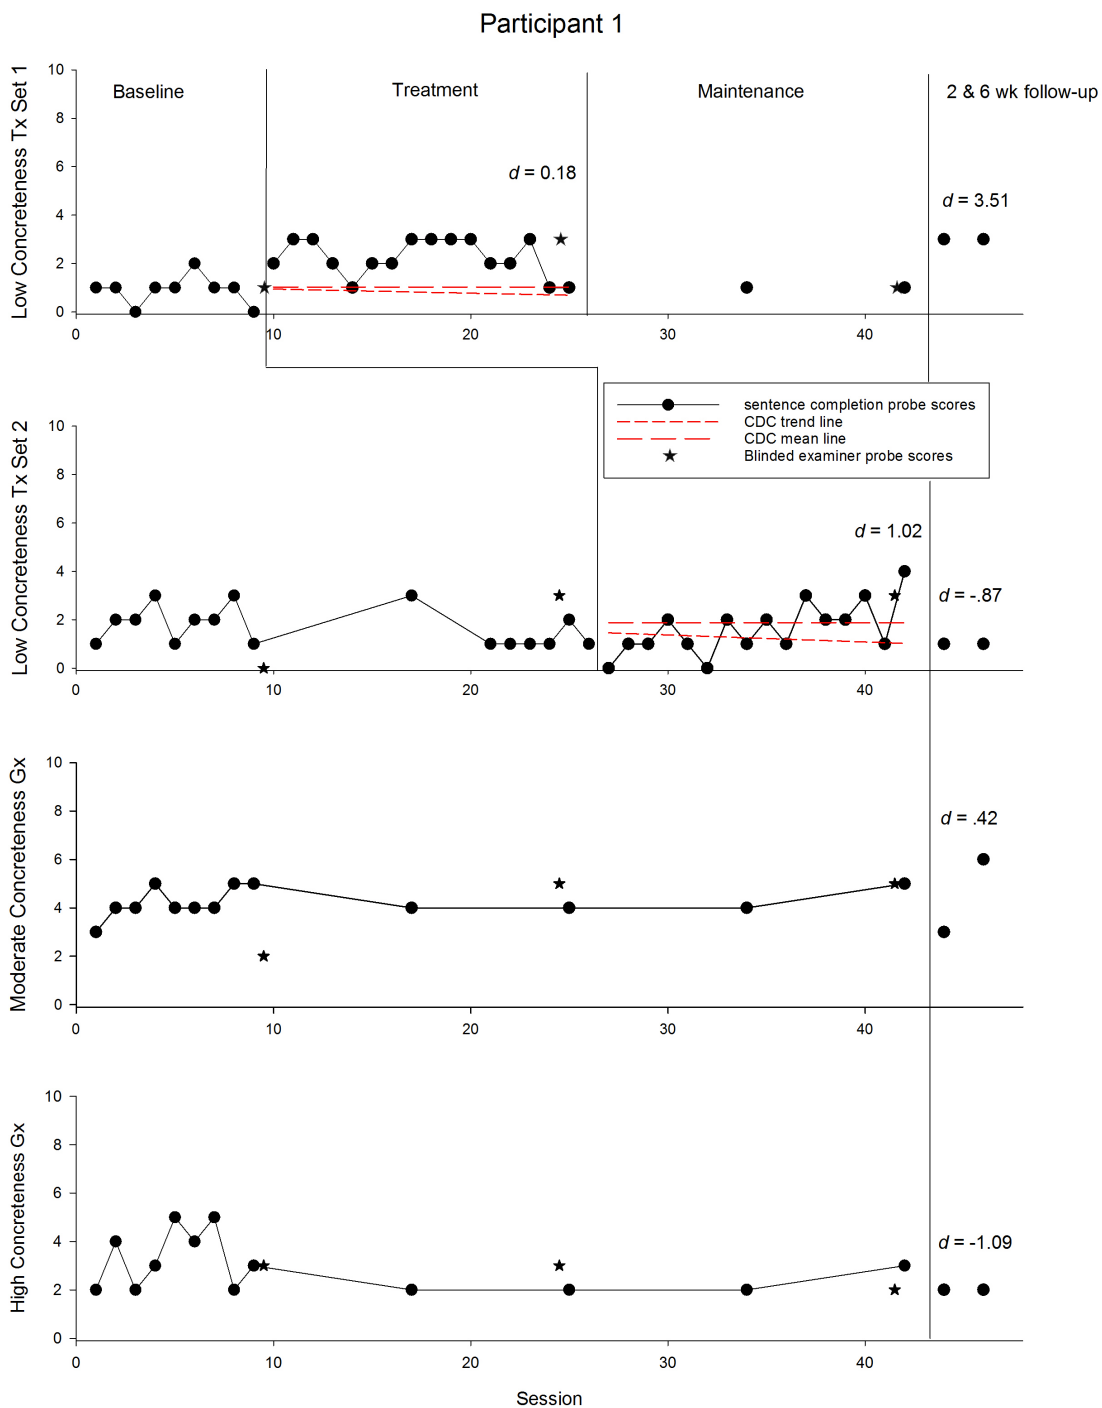 Participant 1
Low Concreteness Tx Set 1
10
8
6
4
2
0
Baseline
Treatment
Maintenance
2 & 6 wk follow-up
d = 0.18
d = 3.51
0 10 20 30 40
sentence completion probe scores
CDC trend line
CDC mean line
Blinded examiner probe scores
Low Concreteness Tx Set 2
10
8
6
4
2
0
d = 1.02
d = -.87
0 10 20 30 40
Moderate Concreteness Gx
10
8
6
4
2
0
d = .42
0 10 20 30 40
High Concreteness Gx
10
8
6
4
2
0
d = -1.09
0 10 20 30 40
Session